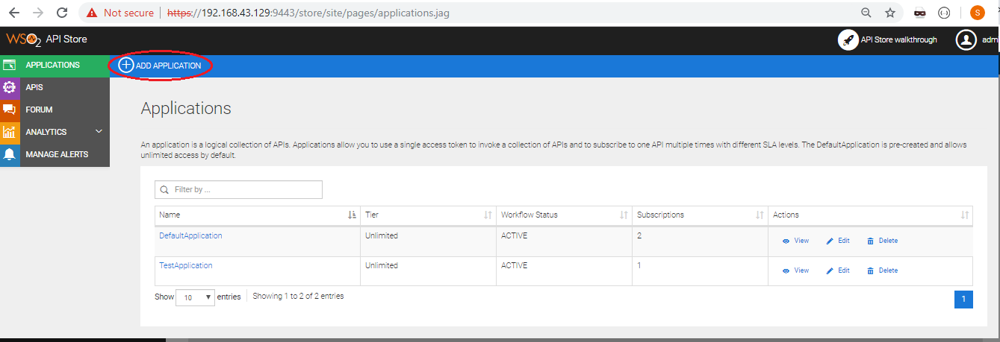 Not secure | https://192.168.43.129:9443/store/site/pages/applications.jag
S
WSO2 API Store
API Store walkthrough
adm
APPLICATIONS
ADD APPLICATION
APIS
FORUM
ANALYTICS
MANAGE ALERTS
Applications
An application is a logical collection of APIs. Applications allow you to use a single access token to invoke a collection of APIs and to subscribe to one API multiple times with different SLA levels. The DefaultApplication is pre-created and allows
unlimited access by default.
Filter by ...
Name Tier Workflow Status Subscriptions Actions
DefaultApplication Unlimited ACTIVE 2 View Edit Delete
TestApplication Unlimited ACTIVE 1 View Edit Delete
Show 10 entries Showing 1 to 2 of 2 entries
1